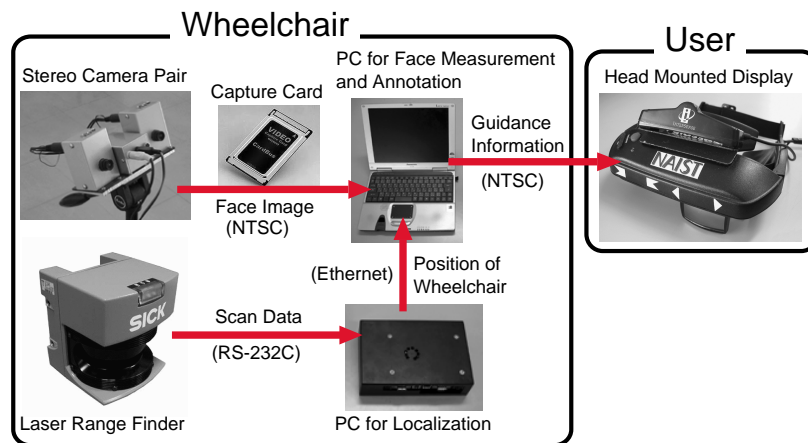 Wheelchair
User
Stereo Camera Pair
Capture Card
PC for Face Measurement
and Annotation
Head Mounted Display
VIDEO
CardBus
Face Image
(NTSC)
Guidance
Information
(NTSC)
NAIST
(Ethernet)
Position of
Wheelchair
SICK
Scan Data
(RS-232C)
Laser Range Finder
PC for Localization